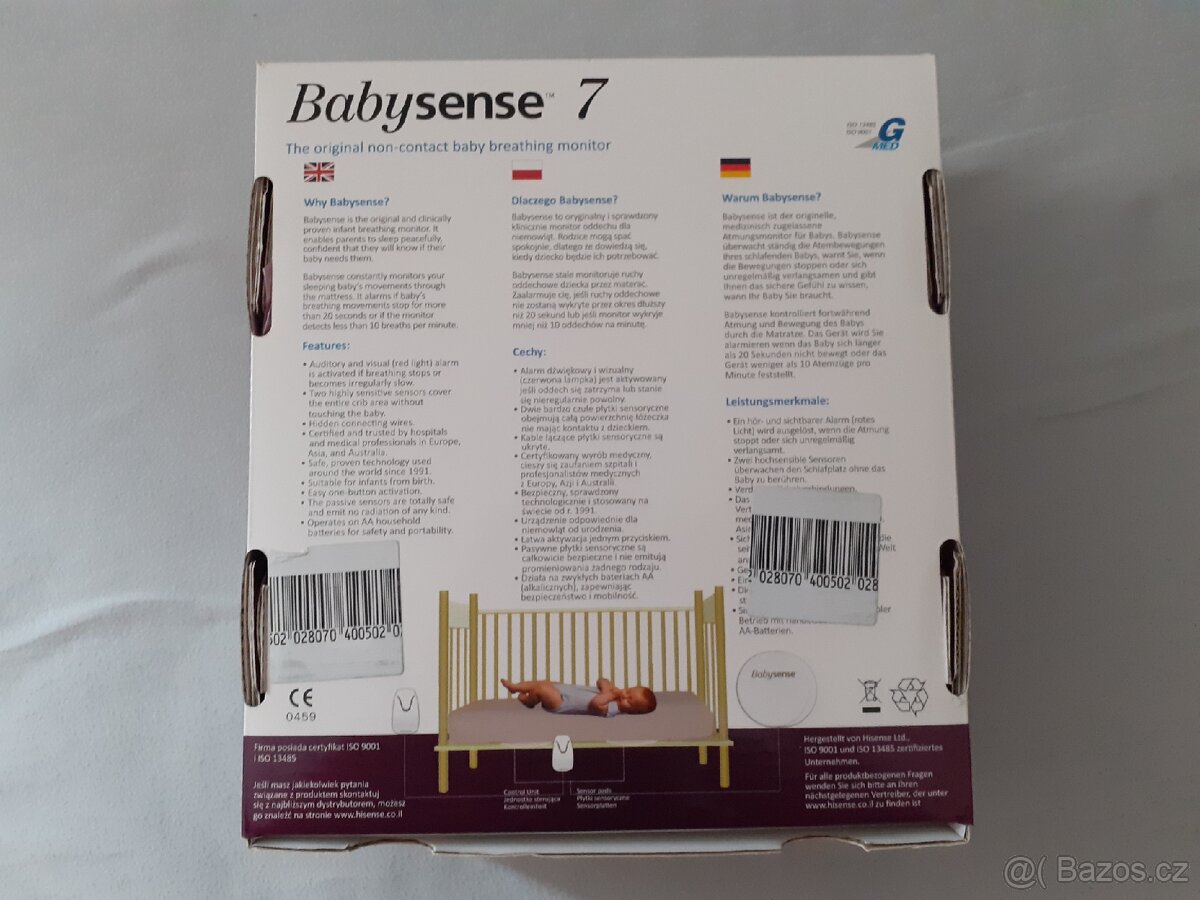 Babysense™ 7
The original non-contact baby breathing monitor
ISO 13485
ISO 9001
G
MED
Why Babysense?
Babysense is the original and clinically
proven infant breathing monitor. It
enables parents to sleep peacefully,
confident that they will know if their
baby needs them.
Babysense constantly monitors your
sleeping baby's movements through
the mattress. It alarms if baby's
breathing movements stop for more
than 20 seconds or if the monitor
detects less than 10 breaths per minute.
Features:
• Auditory and visual (red light) alarm
is activated if breathing stops or
becomes irregularly slow.
• Two highly sensitive sensors cover
the entire crib area without
touching the baby.
• Hidden connecting wires.
• Certified and trusted by hospitals
and medical professionals in Europe,
Asia, and Australia.
• Safe, proven technology used
around the world since 1991.
• Suitable for infants from birth.
• Easy one-button activation.
• The passive sensors are totally safe
and emit no radiation of any kind.
• Operates on AA household
batteries for safety and portability.
Dlaczego Babysense?
Babysense to oryginalny i sprawdzony
klinicznie monitor oddechu dla
niemowląt. Rodzice mogą spać
spokojnie, dlatego że dowiedzą się,
kiedy dziecko będzie ich potrzebować.
Babysense stale monitoruje ruchy
oddechowe dziecka przez materac.
Zaalarmuje cię, jeśli ruchy oddechowe
nie zostaną wykryte przez okres dłuższy
niż 20 sekund lub jeśli monitor wykryje
mniej niż 10 oddechów na minutę.
Cechy:
• Alarm dźwiękowy i wizualny
(czerwona lampka) jest aktywowany
jeśli oddech się zatrzyma lub stanie
się nieregularnie powolny.
• Dwie bardzo czułe płytki sensoryczne
obejmują całą powierzchnię łóżeczka
nie mając kontaktu z dzieckiem.
• Kable łączące płytki sensoryczne są
ukryte.
• Certyfikowany wyrób medyczny,
cieszy się zaufaniem szpitali i
profesjonalistów medycznych
z Europy, Azji i Australii.
• Bezpieczny, sprawdzony
technologicznie i stosowany na
świecie od r. 1991.
• Urządzenie odpowiednie dla
niemowląt od urodzenia.
• Łatwa aktywacja jednym przyciskiem.
• Pasywne płytki sensoryczne są
całkowicie bezpieczne i nie emitują
promieniowania żadnego rodzaju.
• Działa na zwykłych bateriach AA
(alkalicznych), zapewniając
bezpieczeństwo i mobilność.
Warum Babysense?
Babysense ist der originelle,
medizinisch zugelassene
Atmungsmonitor für Babys. Babysense
überwacht ständig die Atembewegungen
Ihres schlafenden Babys, warnt Sie, wenn
die Bewegungen stoppen oder sich
unregelmäßig verlangsamen und gibt
Ihnen das sichere Gefühl zu wissen,
wann Ihr Baby Sie braucht.
Babysense kontrolliert fortwährend
Atmung und Bewegung des Babys
durch die Matratze. Das Gerät wird Sie
alarmieren wenn das Baby sich länger
als 20 Sekunden nicht bewegt oder das
Gerät weniger als 10 Atemzüge pro
Minute feststellt.
Leistungsmerkmale:
• Ein hör- und sichtbarer Alarm (rotes
Licht) wird ausgelöst, wenn die Atmung
stoppt oder sich unregelmäßig
verlangsamt.
• Zwei hochsensible Sensoren
überwachen den Schlafplatz ohne das
Baby zu berühren.
• Das
Betrieb mit
AA-Batterien.
502 028070 400502 0
028070 400502 028
CE
0459
Babysense
Firma posiada certyfikat ISO 9001
i ISO 13485
Jeśli masz jakiekolwiek pytania
związane z produktem skontaktuj
się z najbliższym dystrybutorem, możesz
go znaleźć na stronie www.hisense.co.il
Control Unit
Jednostka sterująca
Kontrolleinheit
Sensor pads
Płytki sensoryczne
Sensorplatten
Hergestellt von Hisense Ltd.,
ISO 9001 und ISO 13485 zertifiziertes
Unternehmen.
Für alle produktbezogenen Fragen
wenden Sie sich bitte an Ihren
nächstgelegenen Vertreiber, der unter
www.hisense.co.il zu finden ist
@( Bazos.cz